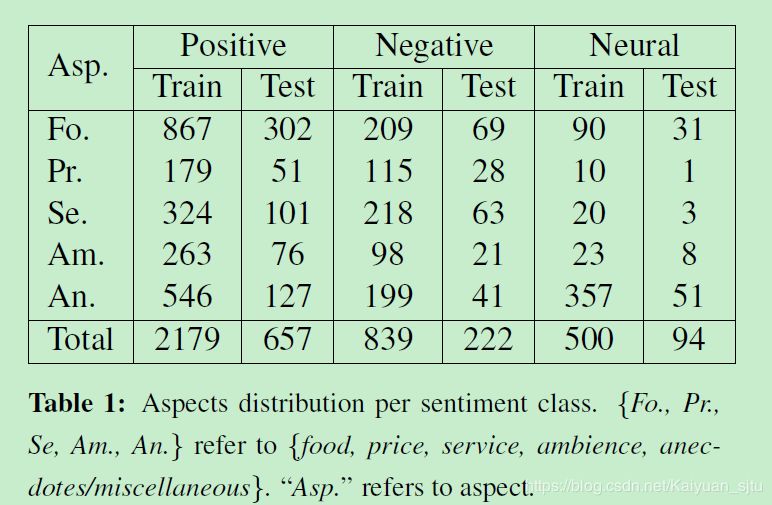 Asp. Positive Negative Neural
Train Test Train Test Train Test
Fo. 867 302 209 69 90 31
Pr. 179 51 115 28 10 1
Se. 324 101 218 63 20 3
Am. 263 76 98 21 23 8
An. 546 127 199 41 357 51
Total 2179 657 839 222 500 94
Table 1: Aspects distribution per sentiment class. {Fo., Pr.,
Se, Am., An.} refer to {food, price, service, ambience, anec-
dotes/miscellaneous}. “Asp.” refers to aspect.
https://blog.csdn.net/Kaiyuan_sjtu